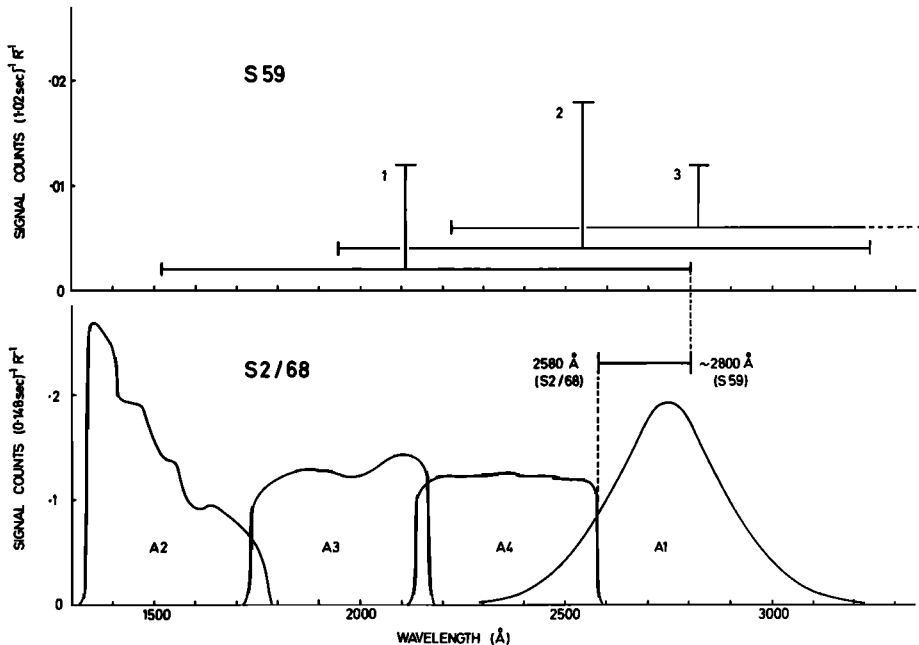 SIGNAL COUNTS (1·02sec)⁻¹ R⁻¹
S59
·02
·01
0
1
2
3
SIGNAL COUNTS (0·148sec)⁻¹ R⁻¹
S2/68
·2
·1
0
2580 Å
(S2/68)
~2800 Å
(S59)
A2
A3
A4
A1
1500
2000
2500
3000
WAVELENGTH (Å)